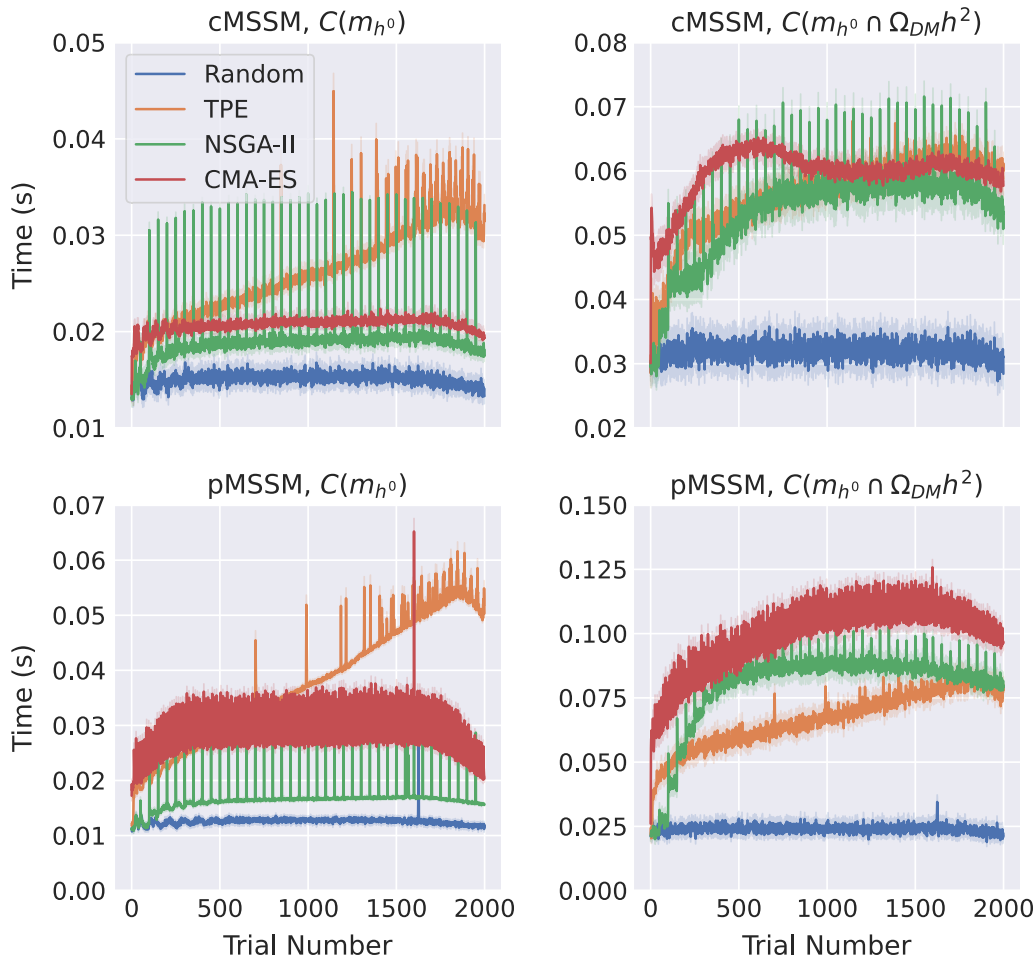 cMSSM, C(m_{h^0})
cMSSM, C(m_{h^0} ∩ Ω_{DM}h^2)
Time (s)
0.05
0.04
0.03
0.02
0.01
Random
TPE
NSGA-II
CMA-ES
0.08
0.07
0.06
0.05
0.04
0.03
0.02
pMSSM, C(m_{h^0})
pMSSM, C(m_{h^0} ∩ Ω_{DM}h^2)
Time (s)
0.07
0.06
0.05
0.04
0.03
0.02
0.01
0.00
0.150
0.125
0.100
0.075
0.050
0.025
0.000
0 500 1000 1500 2000
0 500 1000 1500 2000
Trial Number
Trial Number